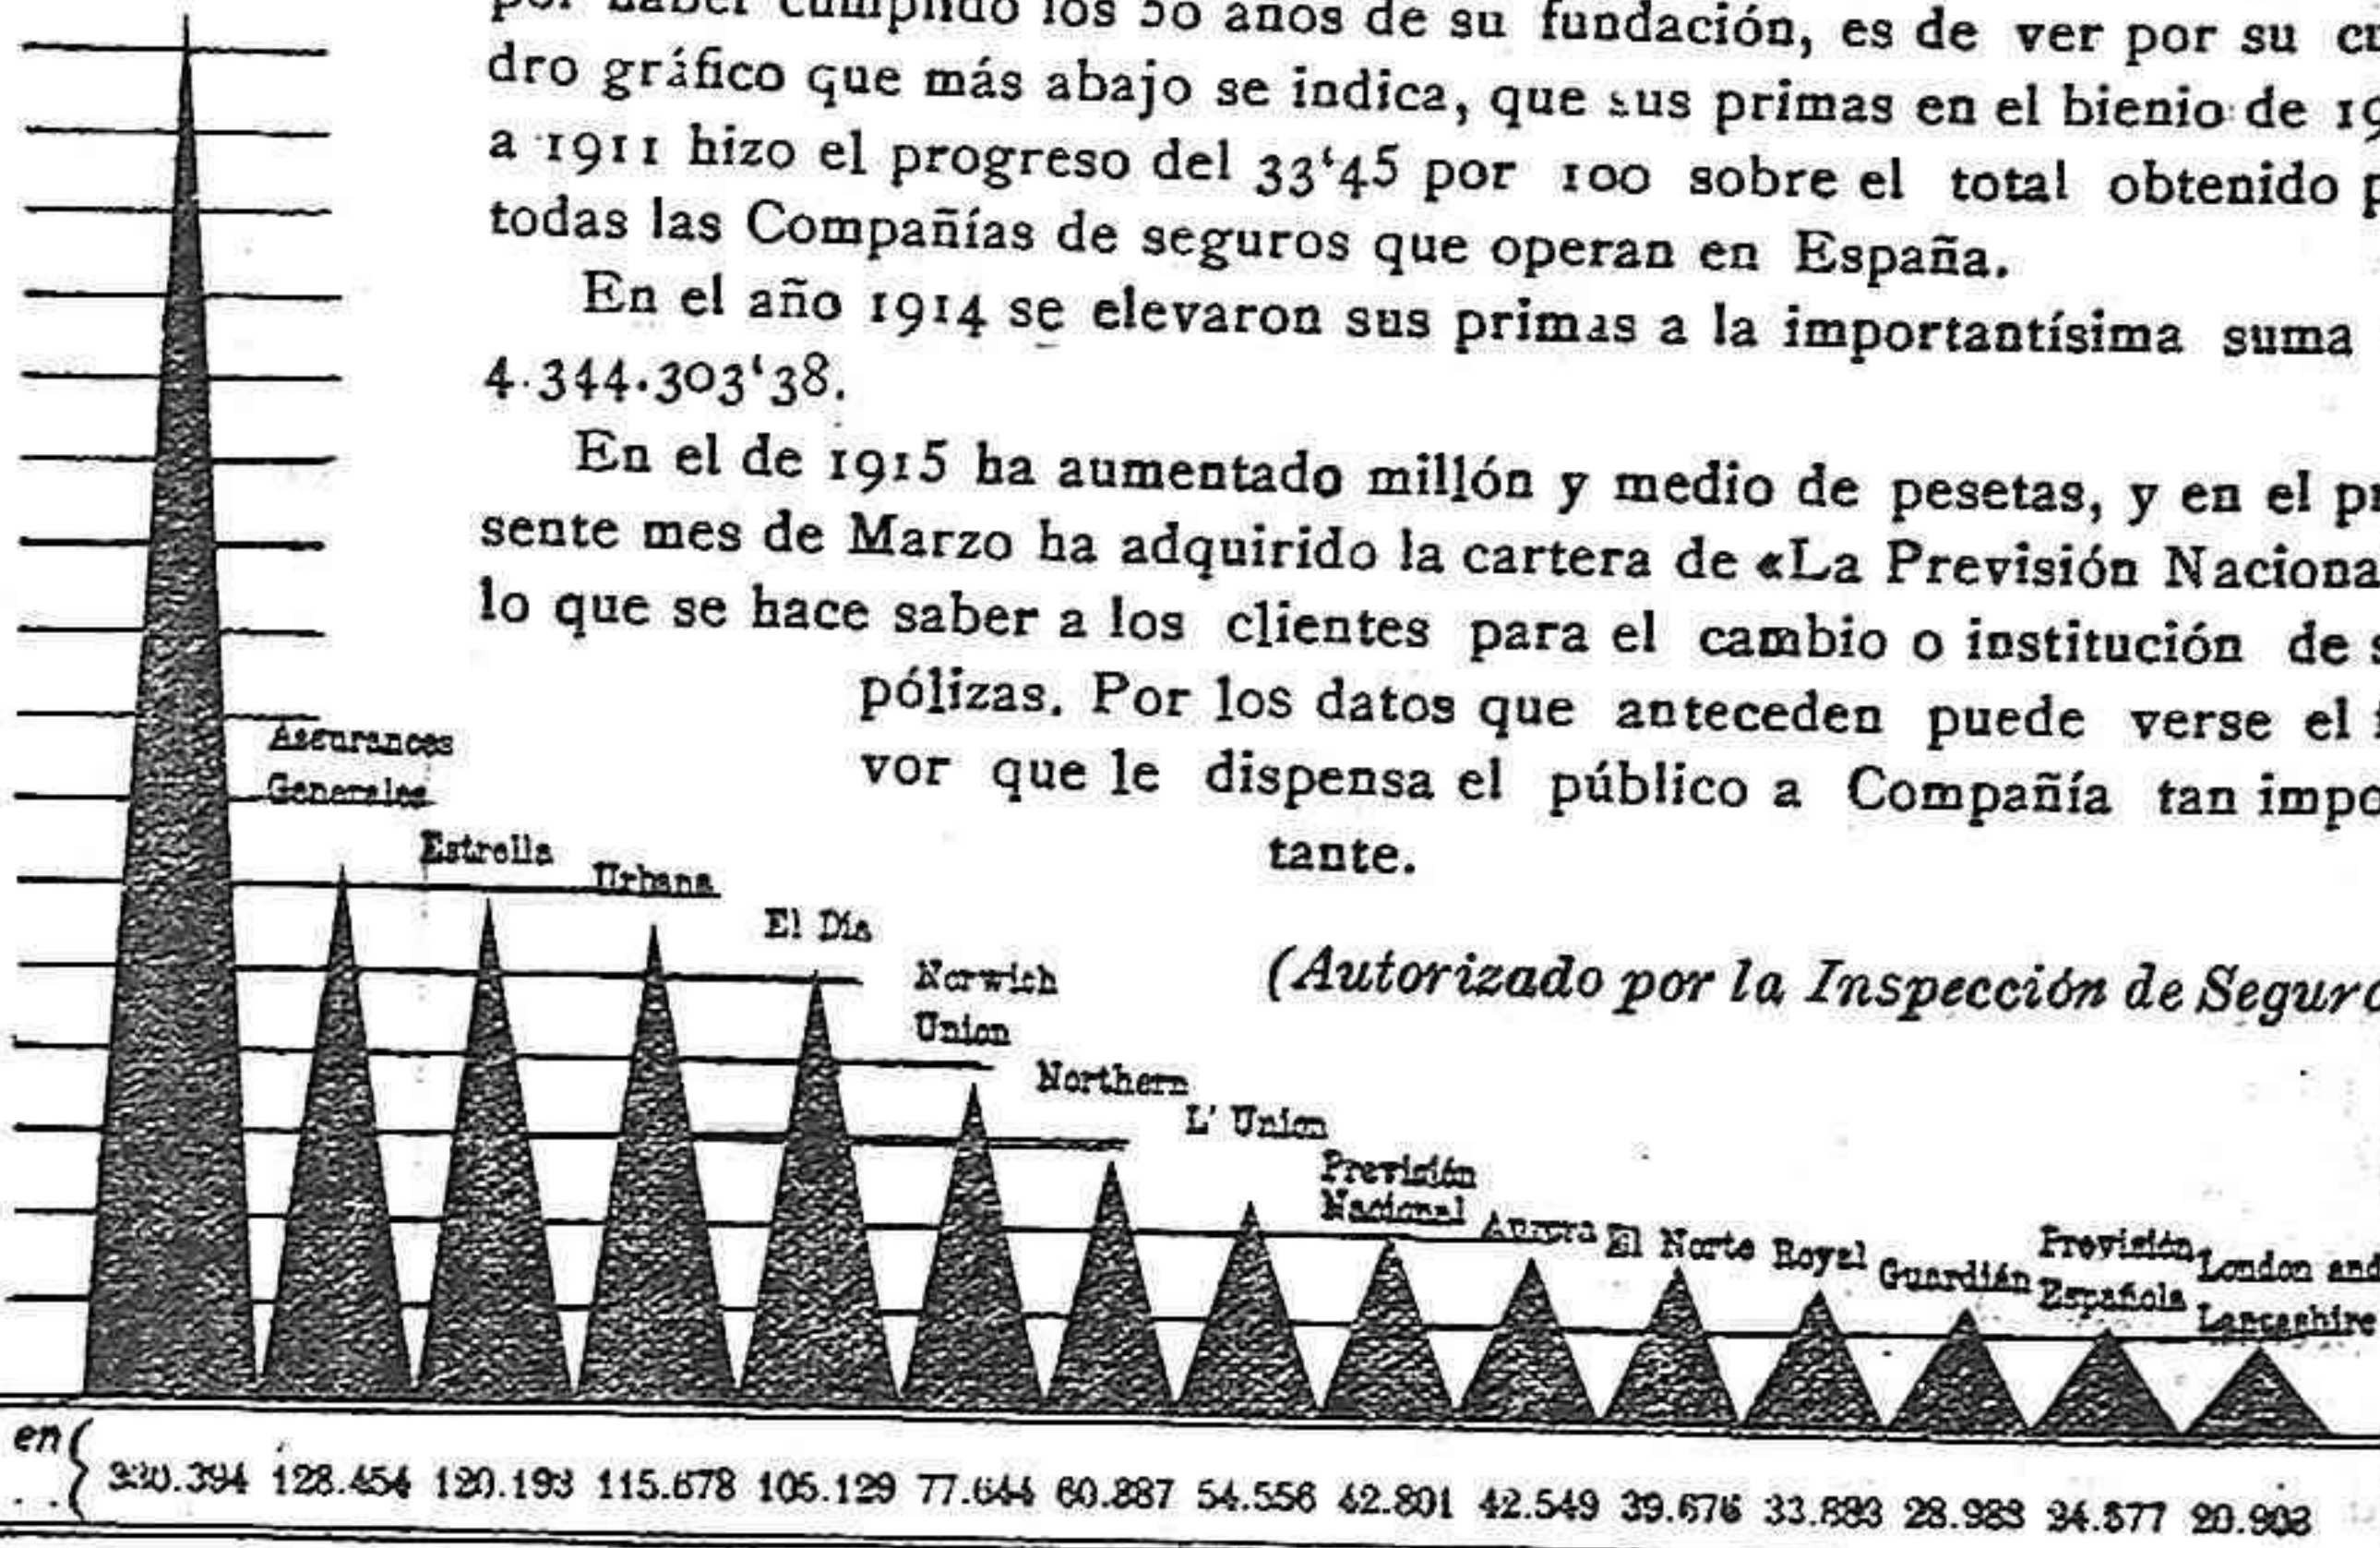 por haber cumplido los 50 años de su fundación, es de ver por su
dro gráfico que más abajo se indica, que sus primas en el bienio de
a 1911 hizo el progreso del 33‘45 por 100 sobre el total obtenido
todas las Compañías de seguros que operan en España.
En el año 1914 se elevaron sus primas a la importantísima suma
4.344.303‘38.
En el de 1915 ha aumentado millón y medio de pesetas, y en el
sente mes de Marzo ha adquirido la cartera de «La Previsión Naciona
lo que se hace saber a los clientes para el cambio o institución de
pólizas. Por los datos que anteceden puede verse el
vor que le dispensa el público a Compañía tan impo
tante.
(Autorizado por la Inspección de Seguro
Assurances
Generales
Estrella
Urbana
El Día
Norwich
Union
Northern
L' Union
Previsión
Nacional
Aurora
El Norte
Royal
Guardián
Previsión
Española
London and
Lancashire
en
128.454 120.193 115.678 105.129 77.644 60.887 54.556 42.801 42.549 39.676 33.883 28.983 20.903